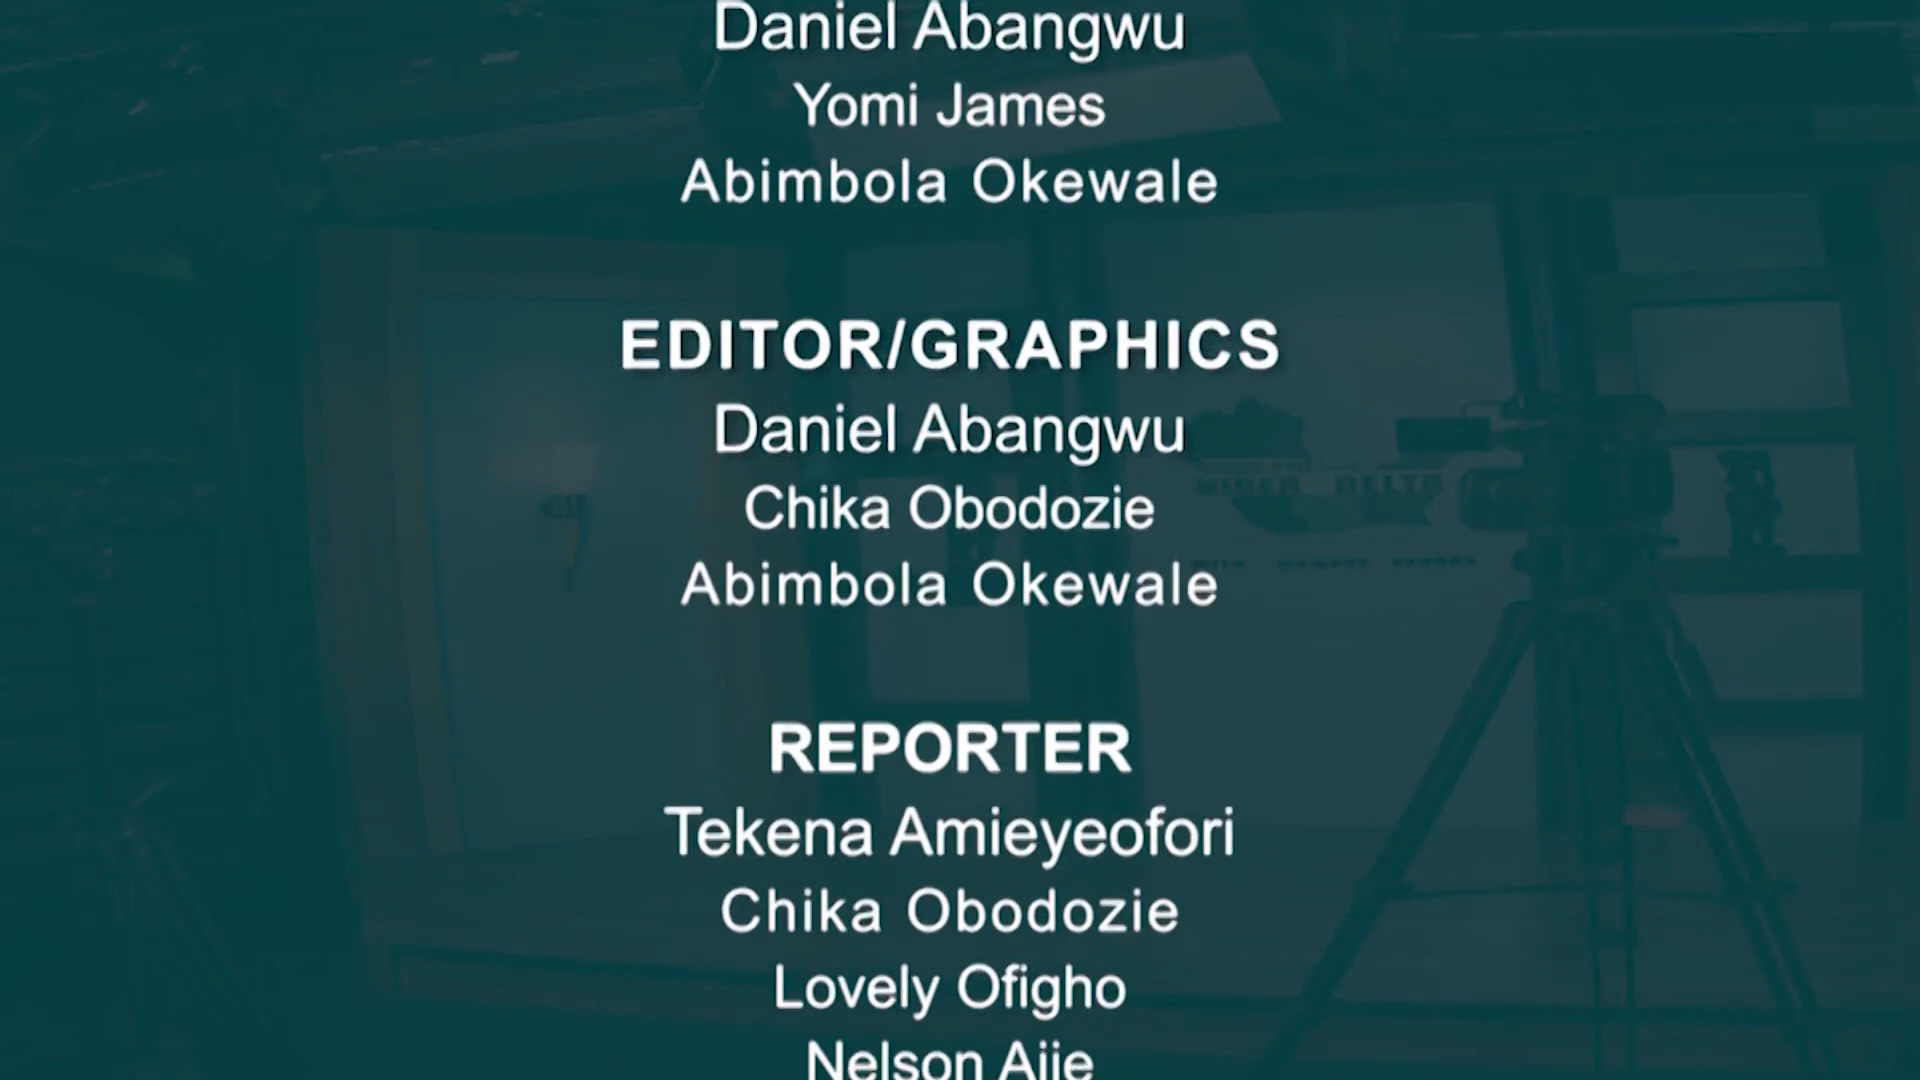 Daniel Abangwu
Yomi James
Abimbola Okewale
EDITOR/GRAPHICS
Daniel Abangwu
Chika Obodozie
Abimbola Okewale
REPORTER
Tekena Amieyeofori
Chika Obodozie
Lovely Ofigho
Nelson